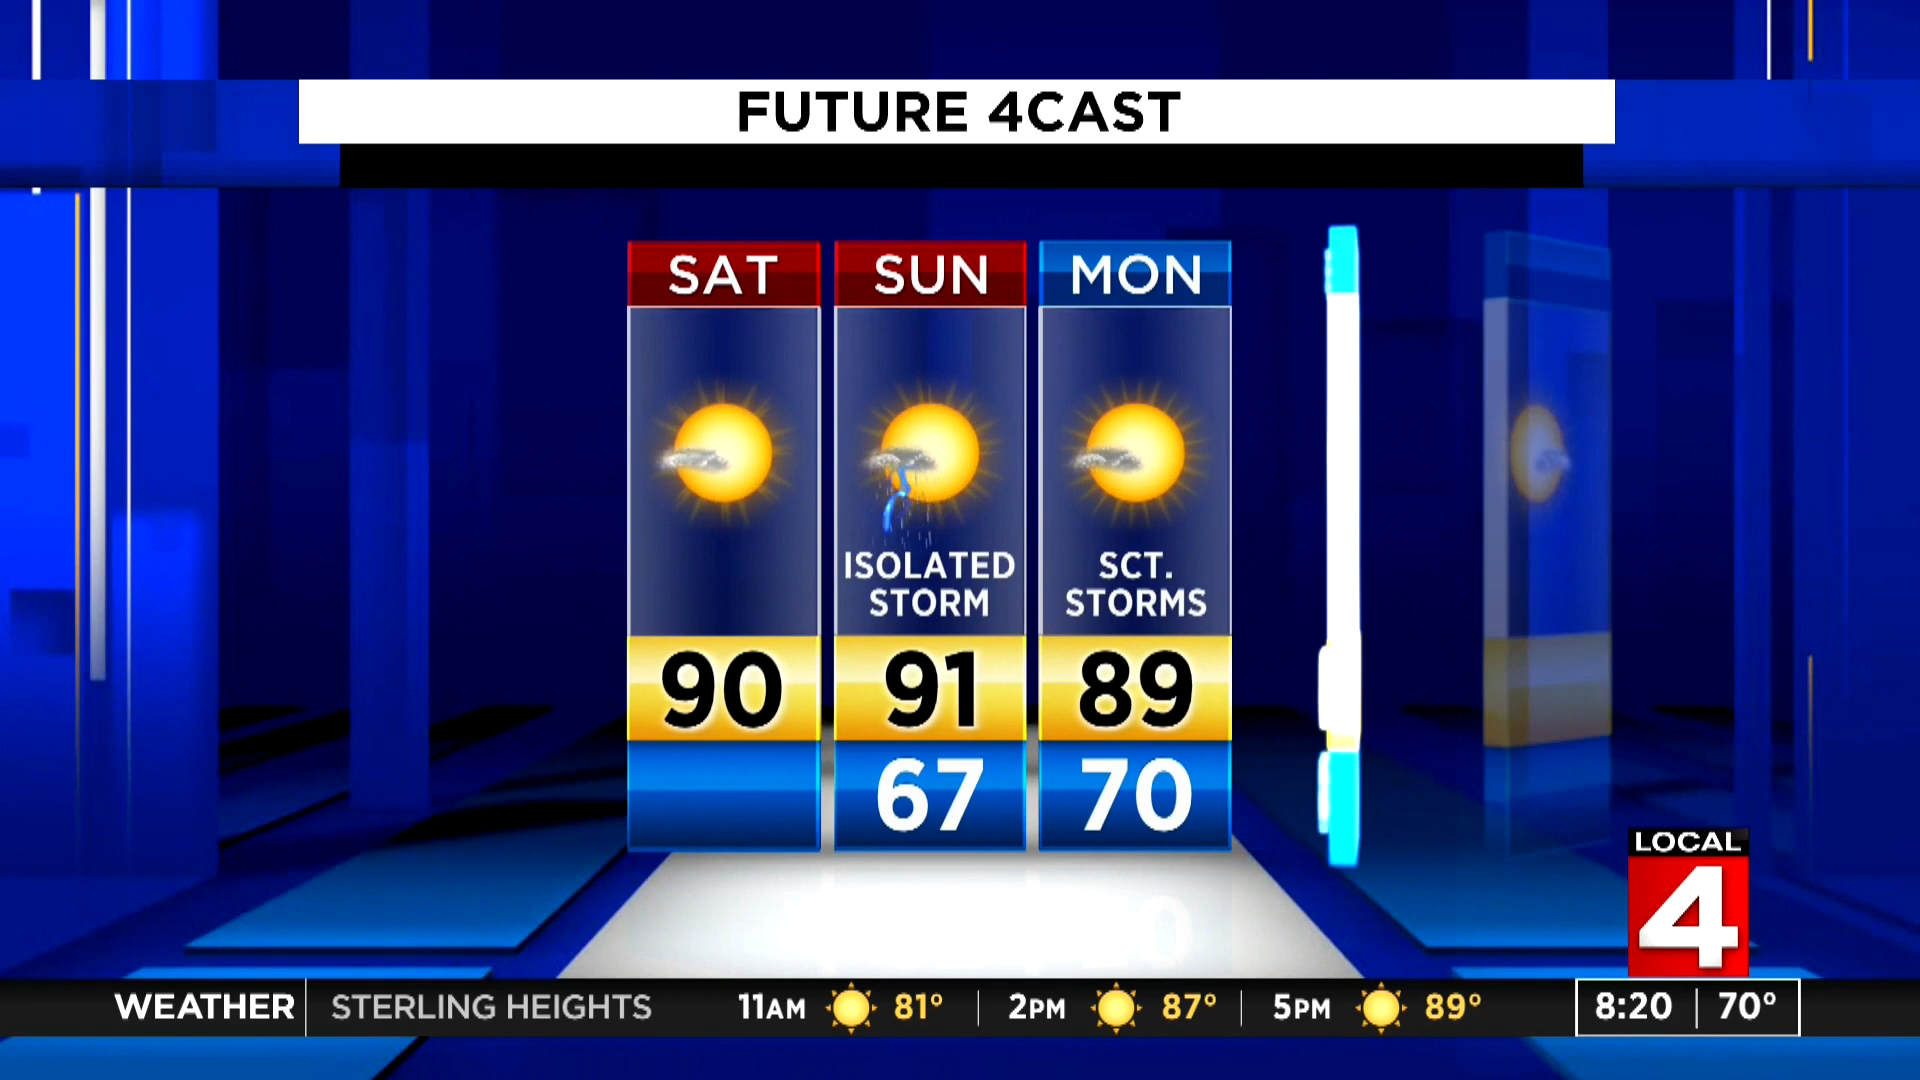 FUTURE 4CAST
SAT
SUN
MON
ISOLATED
STORM
SCT.
STORMS
90
91
89
67
70
LOCAL
4
WEATHER STERLING HEIGHTS 11AM 81° 2PM 87° 5PM 89° 8:20 70°